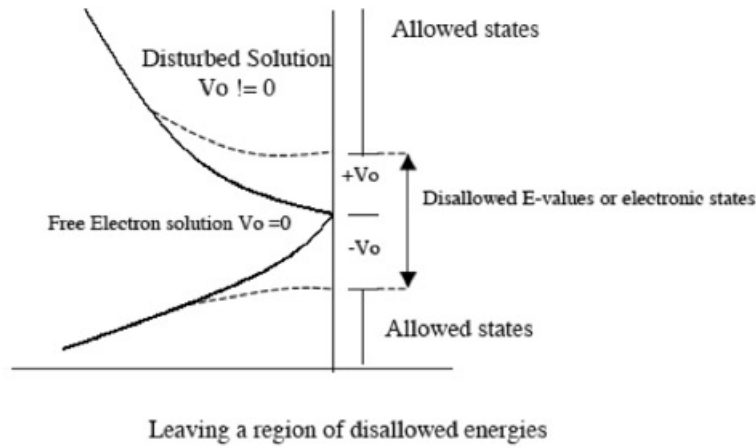 Allowed states
Disturbed Solution
Vo != 0
+Vo
Disallowed E-values or electronic states
Free Electron solution Vo =0
-Vo
Allowed states
Leaving a region of disallowed energies